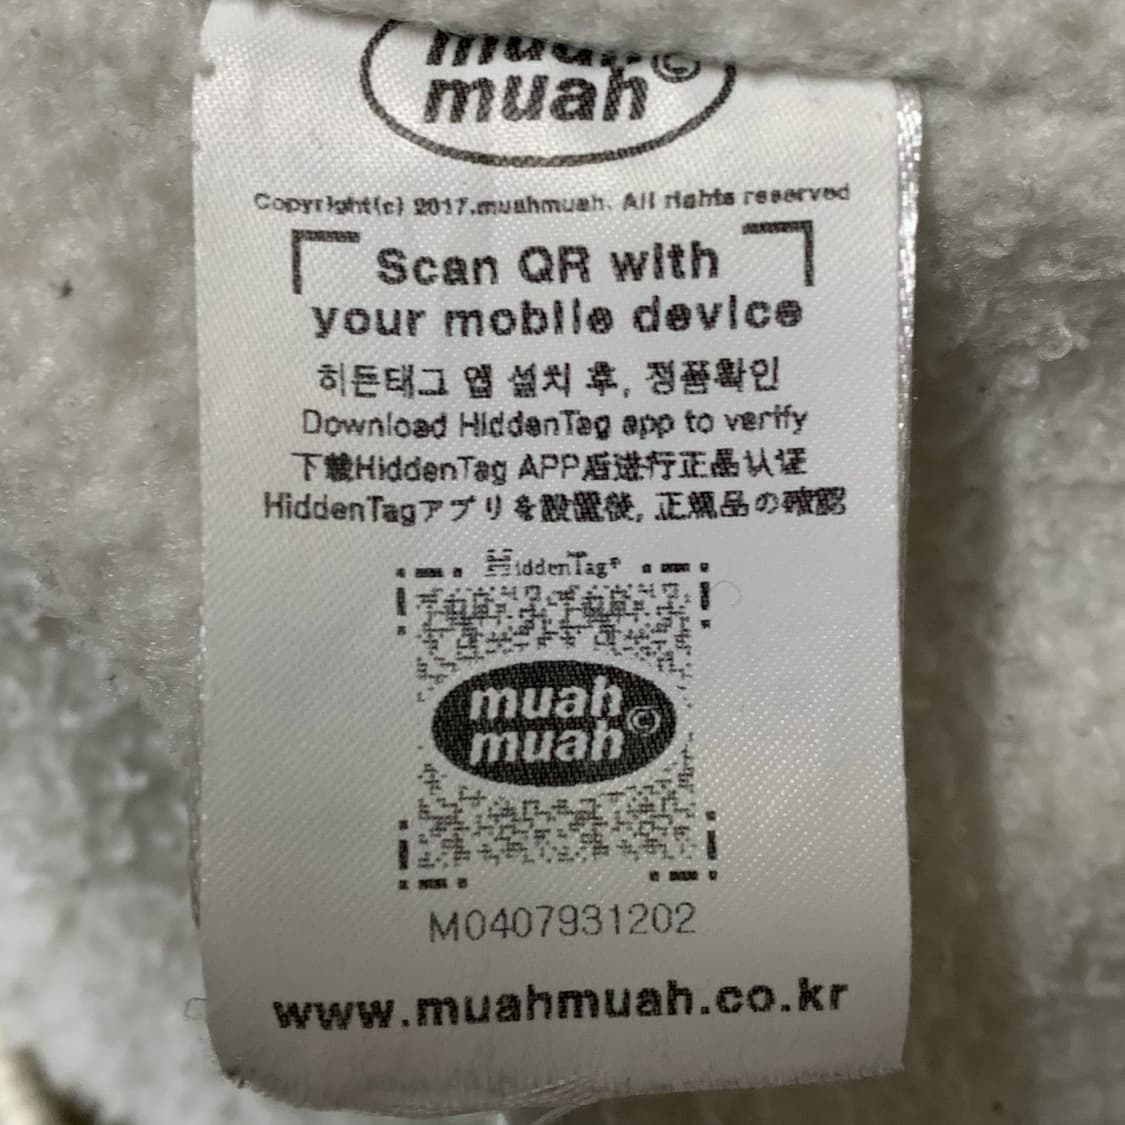 muah ©
muah
Copyright(c) 2017.muahmuah. All rights reserved
Scan QR with
your mobile device
히든태그 앱 설치 후, 정품확인
Download HiddenTag app to verify
下载HiddenTag APP后进行正品认证
HiddenTagアプリを設置後, 正規品の確認
HiddenTag®
muah
muah ©
M0407931202
www.muahmuah.co.kr